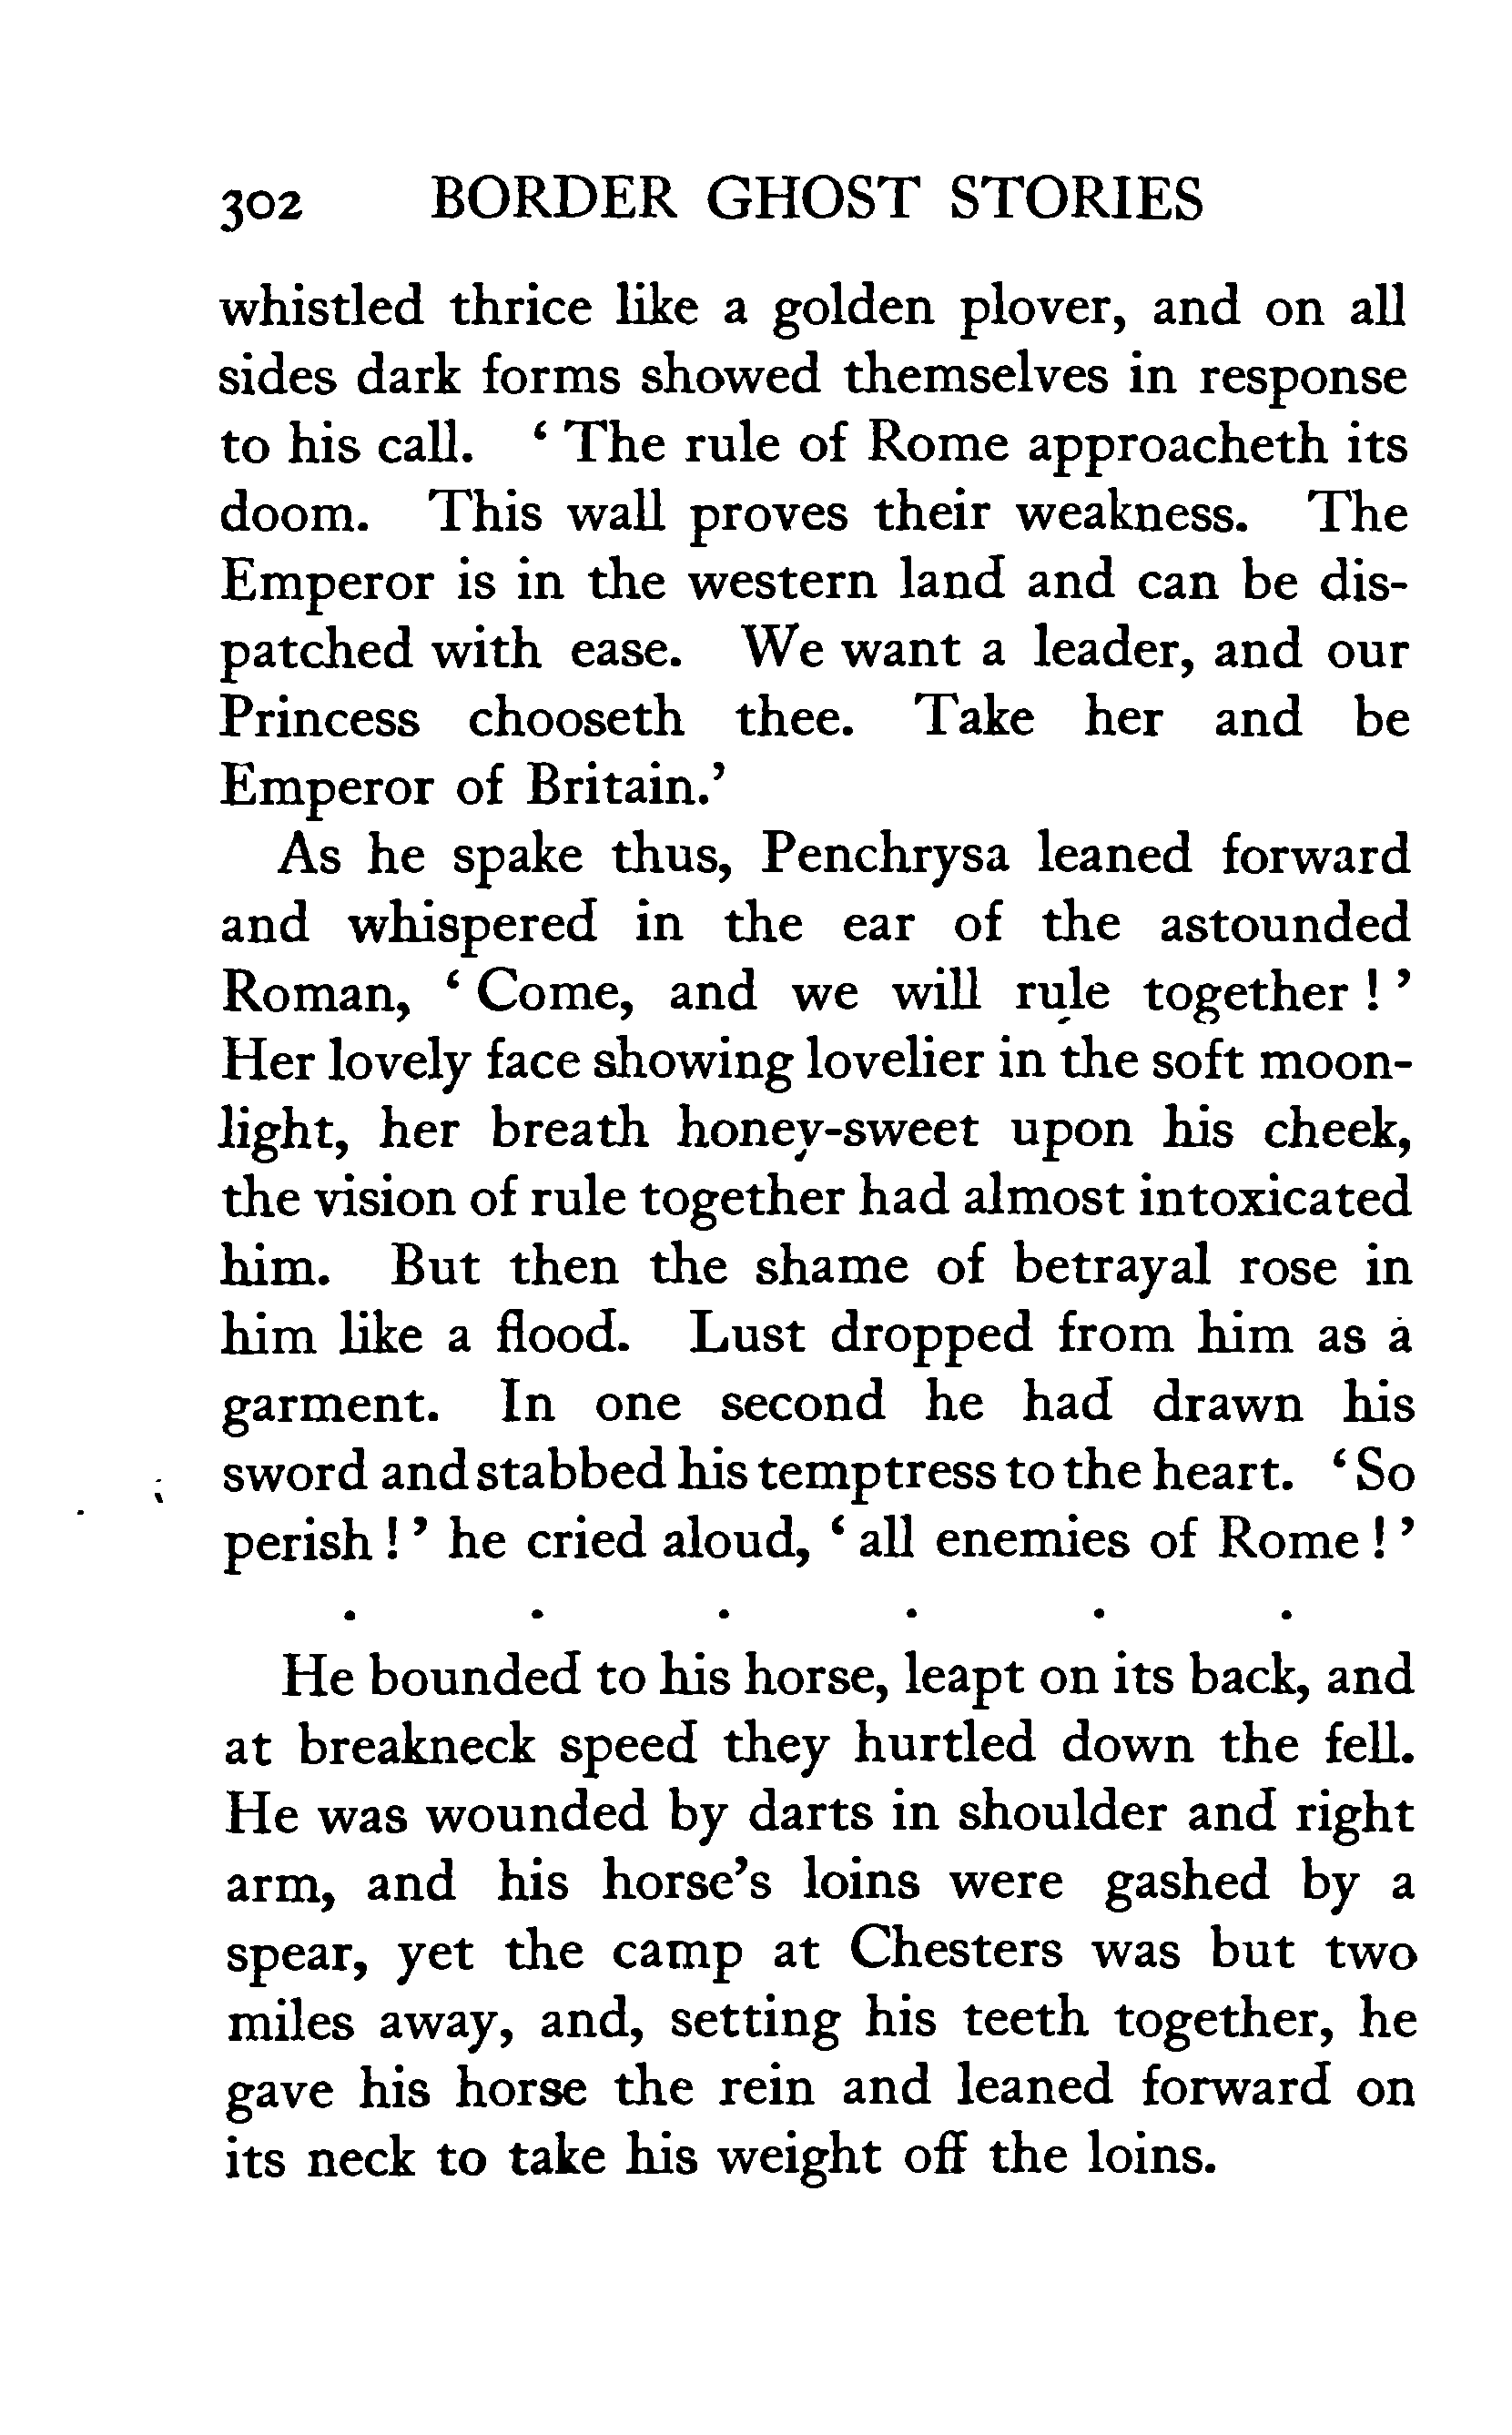 302 BORDER GHOST STORIES
whistled thrice like a golden plover, and on all
sides dark forms showed themselves in response
to his call. ‘ The rule of Rome approacheth its
doom. This wall proves their weakness. The
Emperor is in the western land and can be dis-
patched with ease. We want a leader, and our
Princess chooseth thee. Take her and be
Emperor of Britain.’
As he spake thus, Penchrysa leaned forward
and whispered in the ear of the astounded
Roman, ‘ Come, and we will rule together ! ’
Her lovely face showing lovelier in the soft moon-
light, her breath honey-sweet upon his cheek,
the vision of rule together had almost intoxicated
him. But then the shame of betrayal rose in
him like a flood. Lust dropped from him as a
garment. In one second he had drawn his
sword and stabbed his temptress to the heart. ‘ So
perish ! ’ he cried aloud, ‘ all enemies of Rome ! ’
. . . . . .
He bounded to his horse, leapt on its back, and
at breakneck speed they hurtled down the fell.
He was wounded by darts in shoulder and right
arm, and his horse’s loins were gashed by a
spear, yet the camp at Chesters was but two
miles away, and, setting his teeth together, he
gave his horse the rein and leaned forward on
its neck to take his weight off the loins.